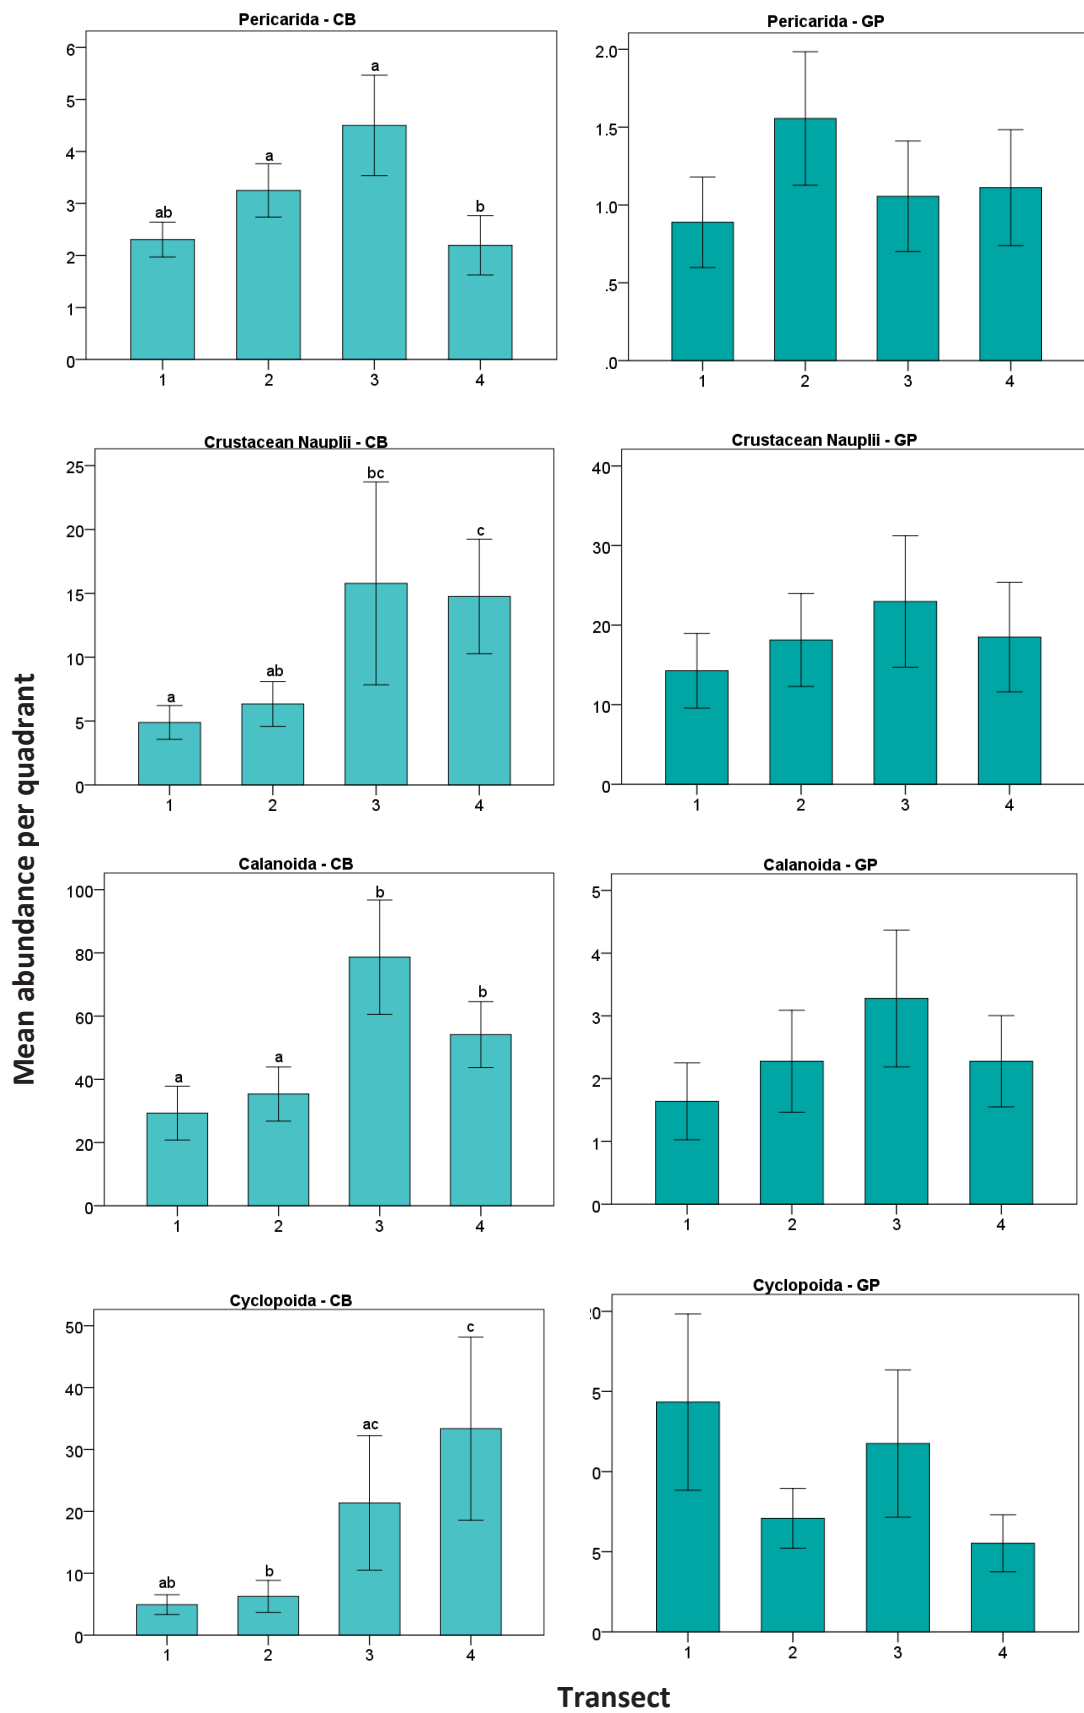 Pericarida - CB
6
5
4
3
2
1
0
ab
a
a
b
1 2 3 4
Pericarida - GP
2.0
1.5
1.0
.5
.0
1 2 3 4
Crustacean Nauplii - CB
25
20
15
10
5
0
a
ab
bc
c
1 2 3 4
Crustacean Nauplii - GP
40
30
20
10
0
1 2 3 4
Calanoida - CB
100
80
60
40
20
0
a
a
b
b
1 2 3 4
Calanoida - GP
5
4
3
2
1
0
1 2 3 4
Cyclopoida - CB
50
40
30
20
10
0
ab
b
ac
c
1 2 3 4
Cyclopoida - GP
0
5
0
5
0
1 2 3 4
Mean abundance per quadrant
Transect